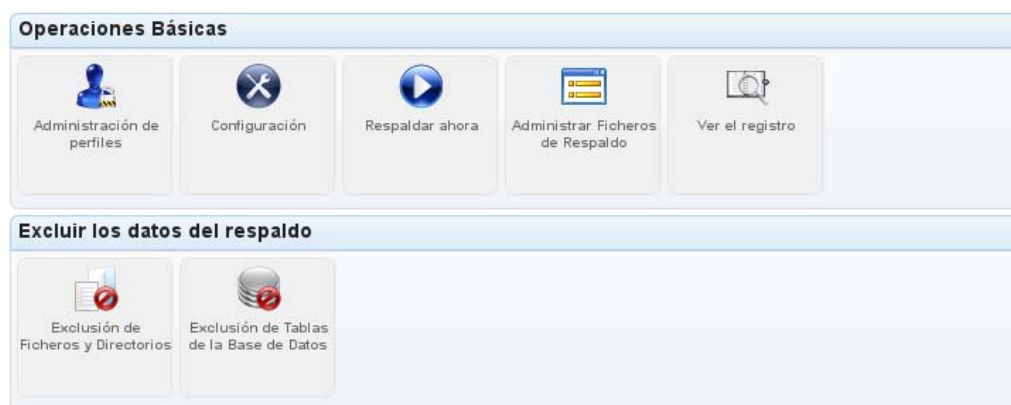 Operaciones Básicas
Administración de
perfiles
Configuración
Respaldar ahora
Administrar Ficheros
de Respaldo
Ver el registro
Excluir los datos del respaldo
Exclusión de
Ficheros y Directorios
Exclusión de Tablas
de la Base de Datos